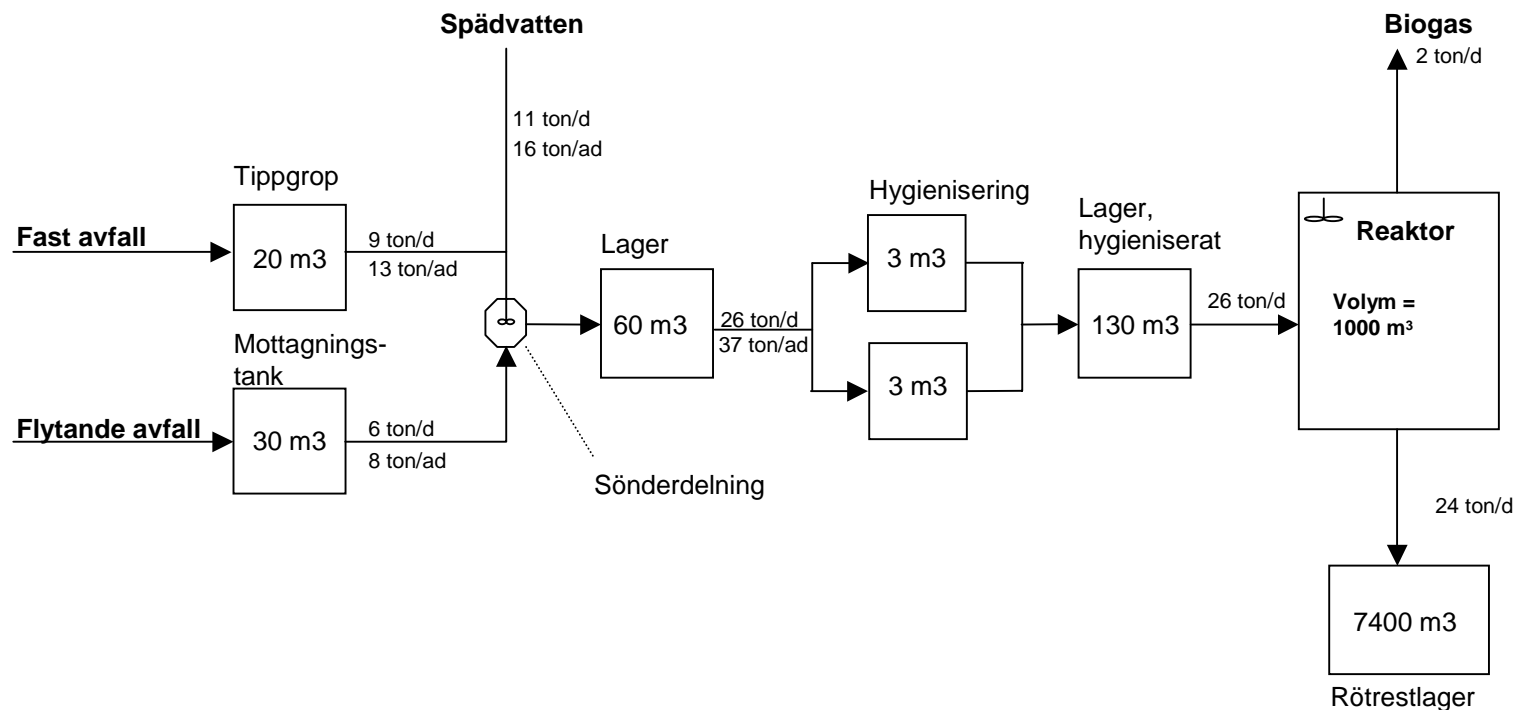 Spädvatten
Biogas
2 ton/d
11 ton/d
16 ton/ad
Tippgrop
Fast avfall
20 m3
9 ton/d
13 ton/ad
Lager
60 m3
26 ton/d
37 ton/ad
Hygienisering
3 m3
3 m3
Lager,
hygieniserat
130 m3
26 ton/d
Reaktor
Volym =
1000 m³
Mottagnings-
tank
Flytande avfall
30 m3
6 ton/d
8 ton/ad
Sönderdelning
24 ton/d
7400 m3
Rötrestlager